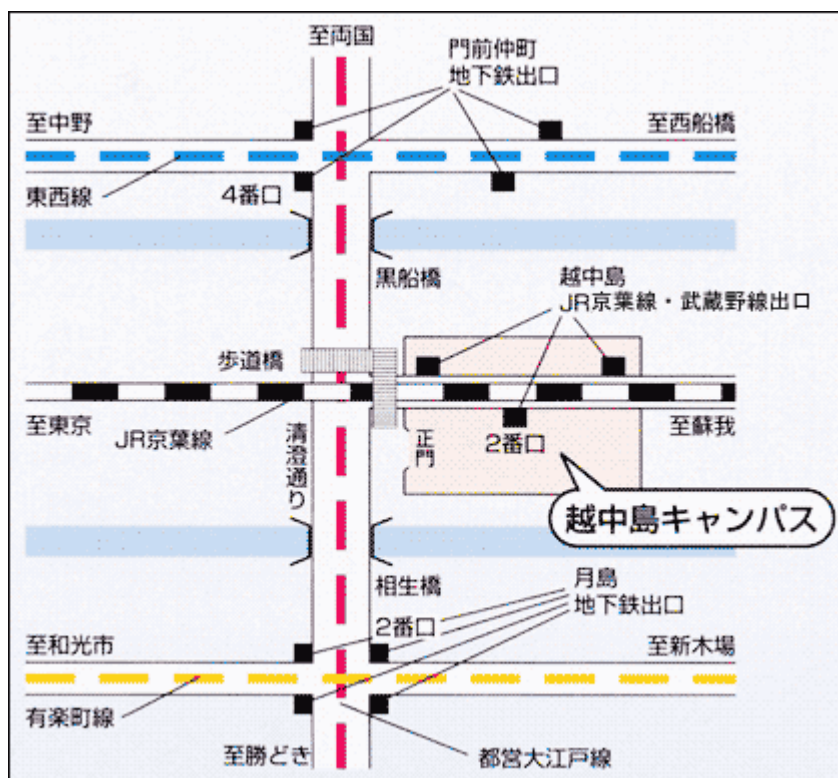 至両国
門前仲町
地下鉄出口
至中野
至西船橋
東西線
4番口
黒船橋
越中島
JR京葉線・武蔵野線出口
歩道橋
至東京
JR京葉線
清澄通り
正門
2番口
至蘇我
越中島キャンパス
相生橋
月島
地下鉄出口
2番口
至和光市
至新木場
有楽町線
至勝どき
都営大江戸線